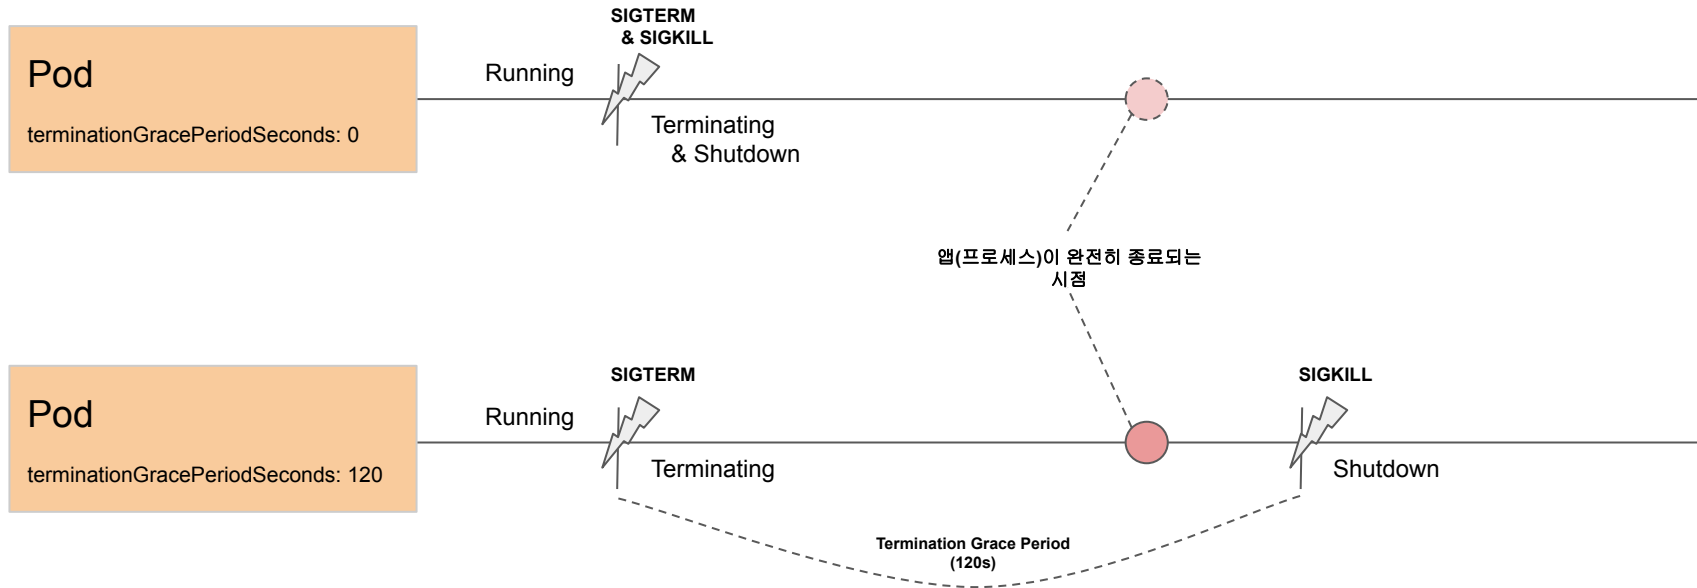 SIGTERM
& SIGKILL
Pod
Running
terminationGracePeriodSeconds: 0
Terminating
& Shutdown
앱(프로세스)이 완전히 종료되는
시점
SIGTERM
SIGKILL
Pod
Running
terminationGracePeriodSeconds: 120
Terminating
Shutdown
Termination Grace Period
(120s)